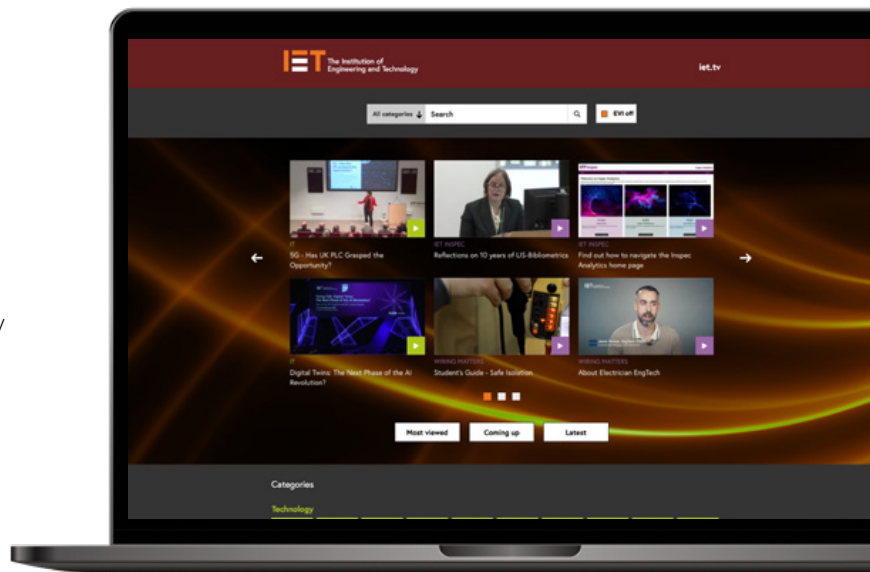 IET The Institution of
Engineering and Technology
iet.tv
All categories Search
EVI off
IT
5G - Has UK PLC Grasped the
Opportunity?
IET INSPEC
Reflections on 10 years of LIS-Bibliometrics
IET INSPEC
Find out how to navigate the Inspec
Analytics home page
IT
Digital Twins: The Next Phase of the AI
Revolution?
WIRING MATTERS
Student's Guide - Safe Isolation
WIRING MATTERS
About Electrician EngTech
Most viewed
Coming up
Latest
Categories
Technology